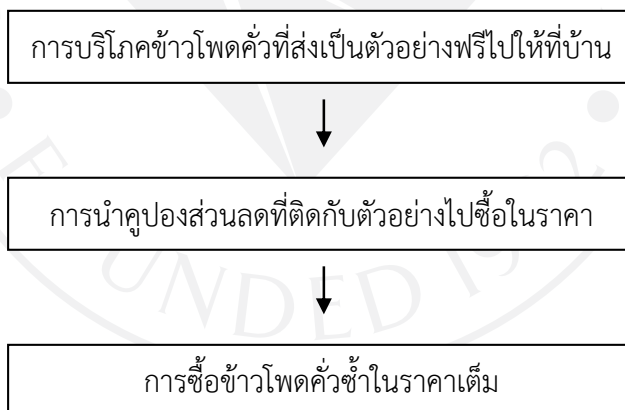 การบริโภคข้าวโพดคั่วที่ส่งเป็นตัวอย่างฟรีไปให้ที่บ้าน
การนำคูปองส่วนลดที่ติดกับตัวอย่างไปซื้อในราคา
UNDED 19
การซื้อข้าวโพดคั่วซ้ำในราคาเต็ม